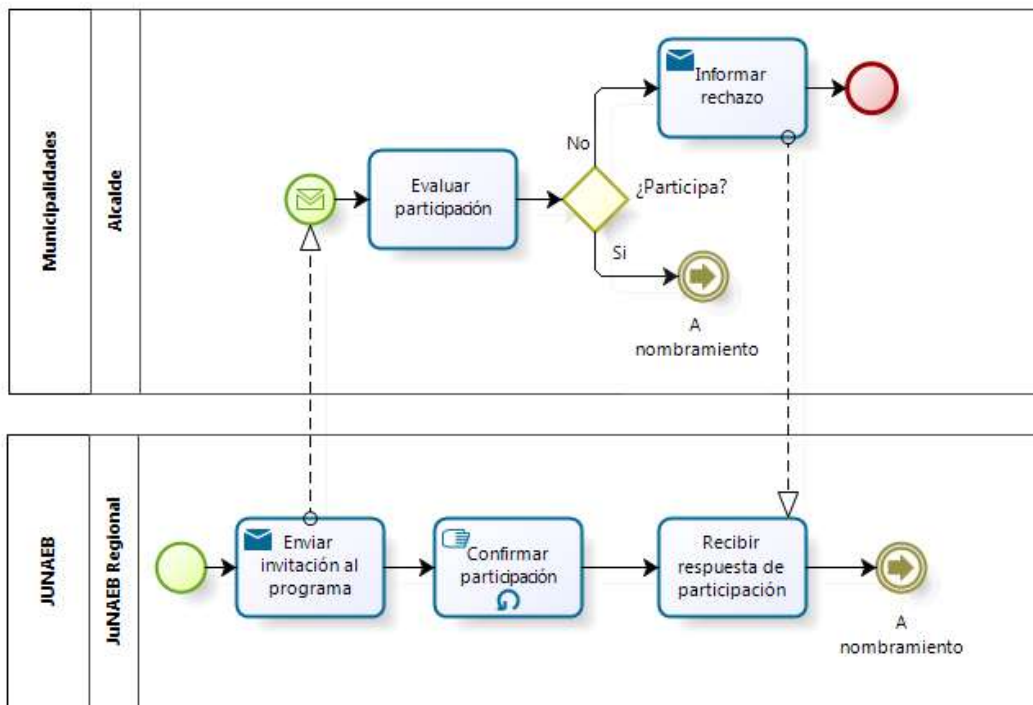 Municipalidades
Alcalde
Informar
rechazo
No
Evaluar
participación
¿Participa?
Si
A
nombramiento
JUNAEB
JuNAEB Regional
Enviar
invitación al
programa
Confirmar
participación
Recibir
respuesta de
participación
A
nombramiento